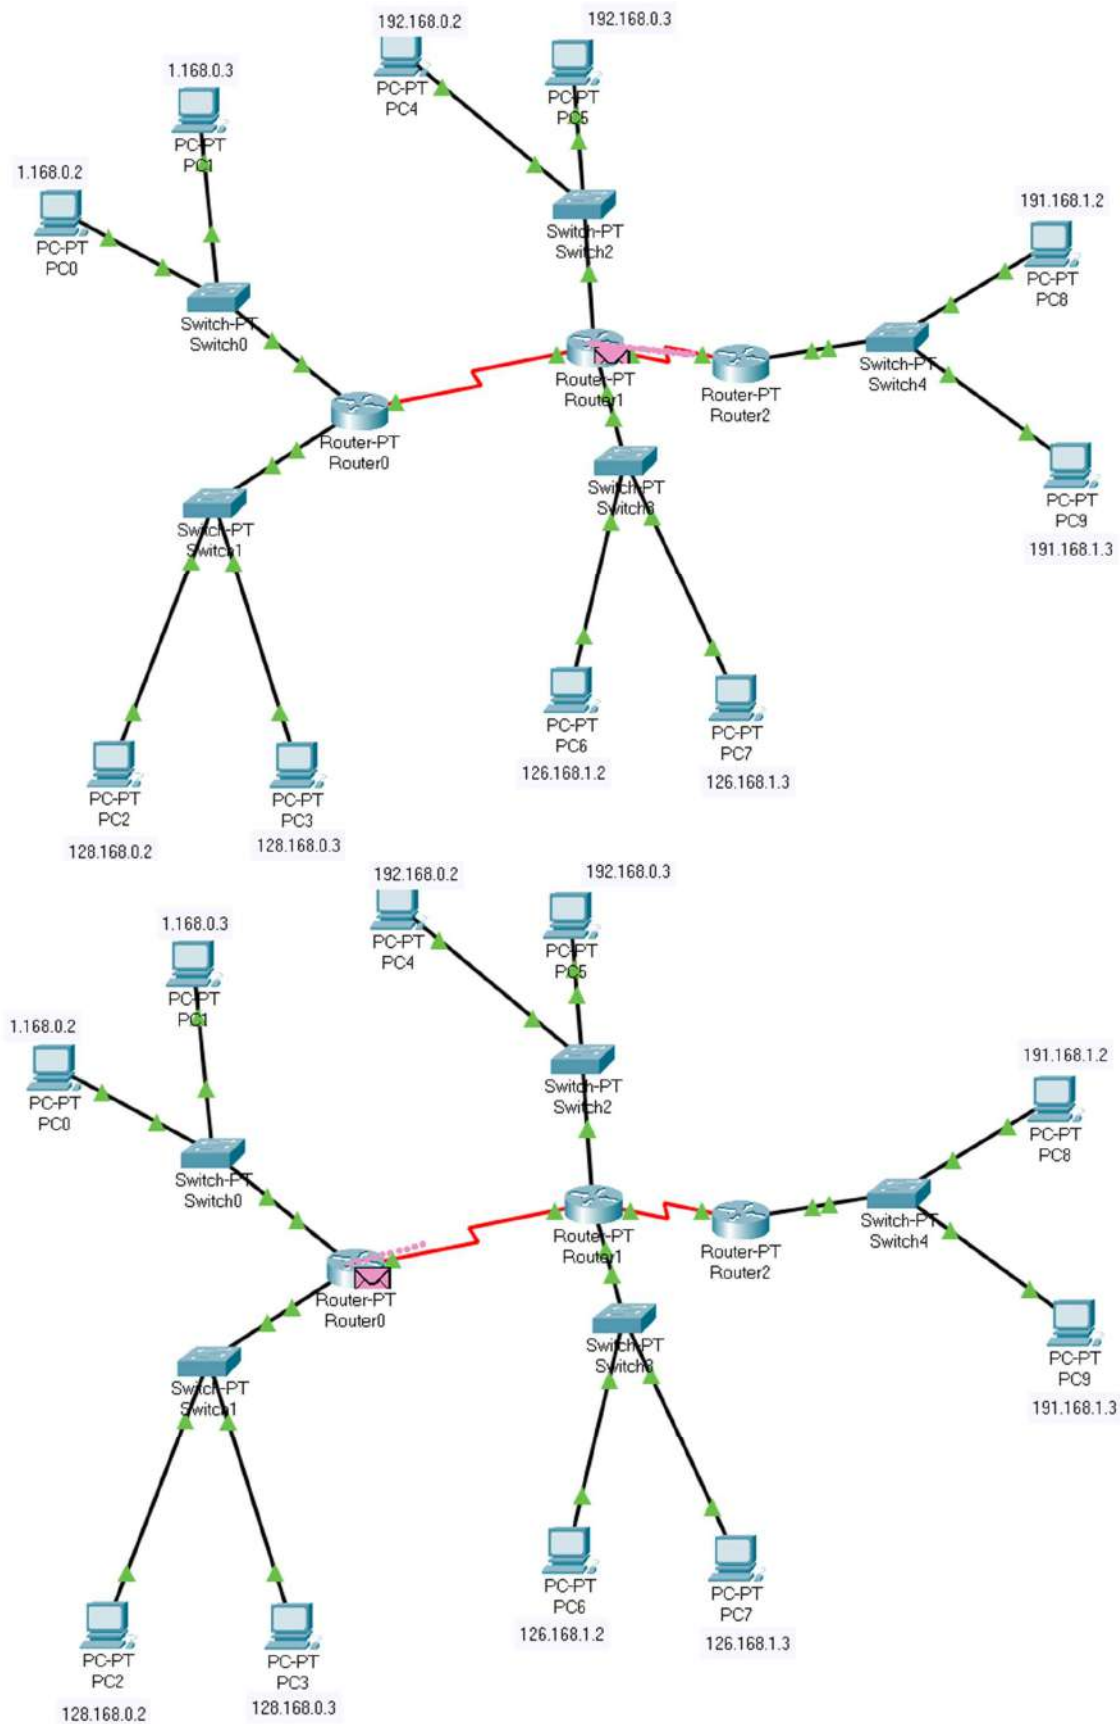 192.168.0.2
192.168.0.3
PC-PT
PC4
PC-PT
PC5
1.168.0.3
PC-PT
PC1
1.168.0.2
PC-PT
PC0
Switch-PT
Switch2
191.168.1.2
PC-PT
PC8
Switch-PT
Switch0
Router-PT
Router1
Router-PT
Router2
Switch-PT
Switch4
Router-PT
Router0
Switch-PT
Switch3
PC-PT
PC9
191.168.1.3
Switch-PT
Switch1
PC-PT
PC6
126.168.1.2
PC-PT
PC7
126.168.1.3
PC-PT
PC2
128.168.0.2
PC-PT
PC3
128.168.0.3
192.168.0.2
192.168.0.3
PC-PT
PC4
PC-PT
PC5
1.168.0.3
PC-PT
PC1
1.168.0.2
PC-PT
PC0
Switch-PT
Switch2
191.168.1.2
PC-PT
PC8
Switch-PT
Switch0
Router-PT
Router1
Router-PT
Router2
Switch-PT
Switch4
Router-PT
Router0
Switch-PT
Switch3
PC-PT
PC9
191.168.1.3
Switch-PT
Switch1
PC-PT
PC6
126.168.1.2
PC-PT
PC7
126.168.1.3
PC-PT
PC2
128.168.0.2
PC-PT
PC3
128.168.0.3